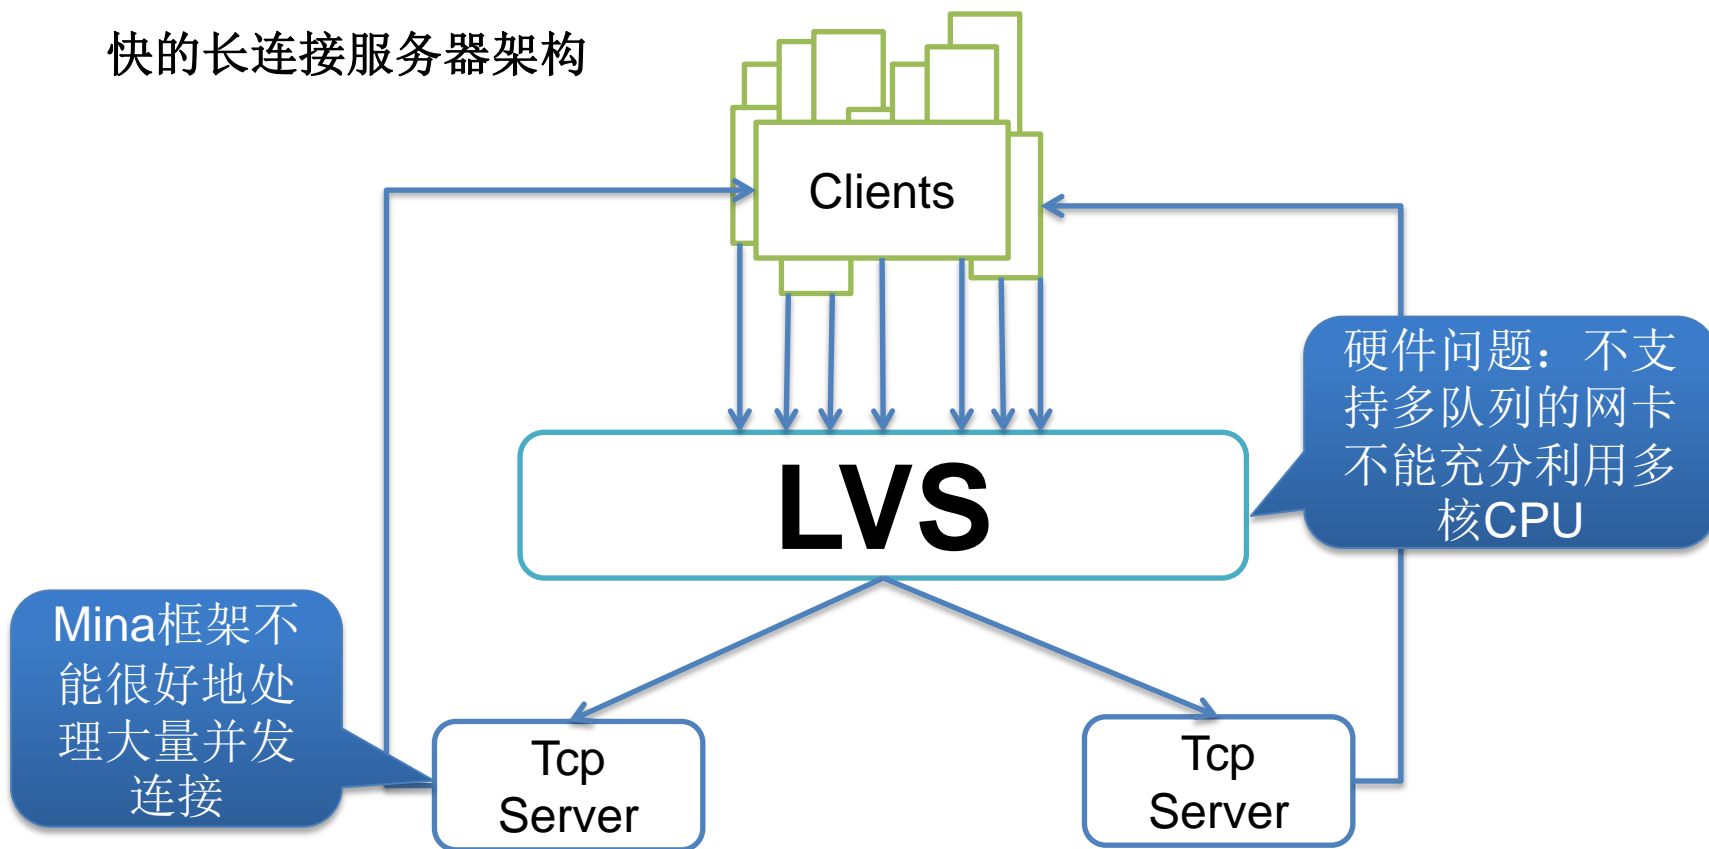 快的长连接服务器架构
Clients
硬件问题：不支
持多队列的网卡
不能充分利用多
核CPU
LVS
Mina框架不
能很好地处
理大量并发
连接
Tcp
Server
Tcp
Server